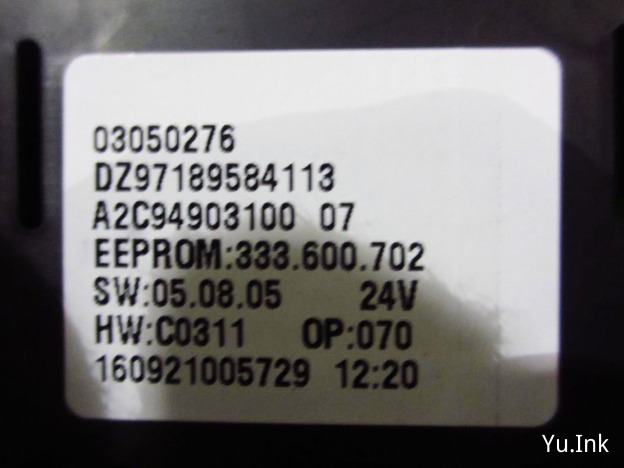 03050276
DZ97189584113
A2C94903100 07
EEPROM:333.600.702
SW:05.08.05 24V
HW:C0311 OP:070
160921005729 12:20
Yu.Ink